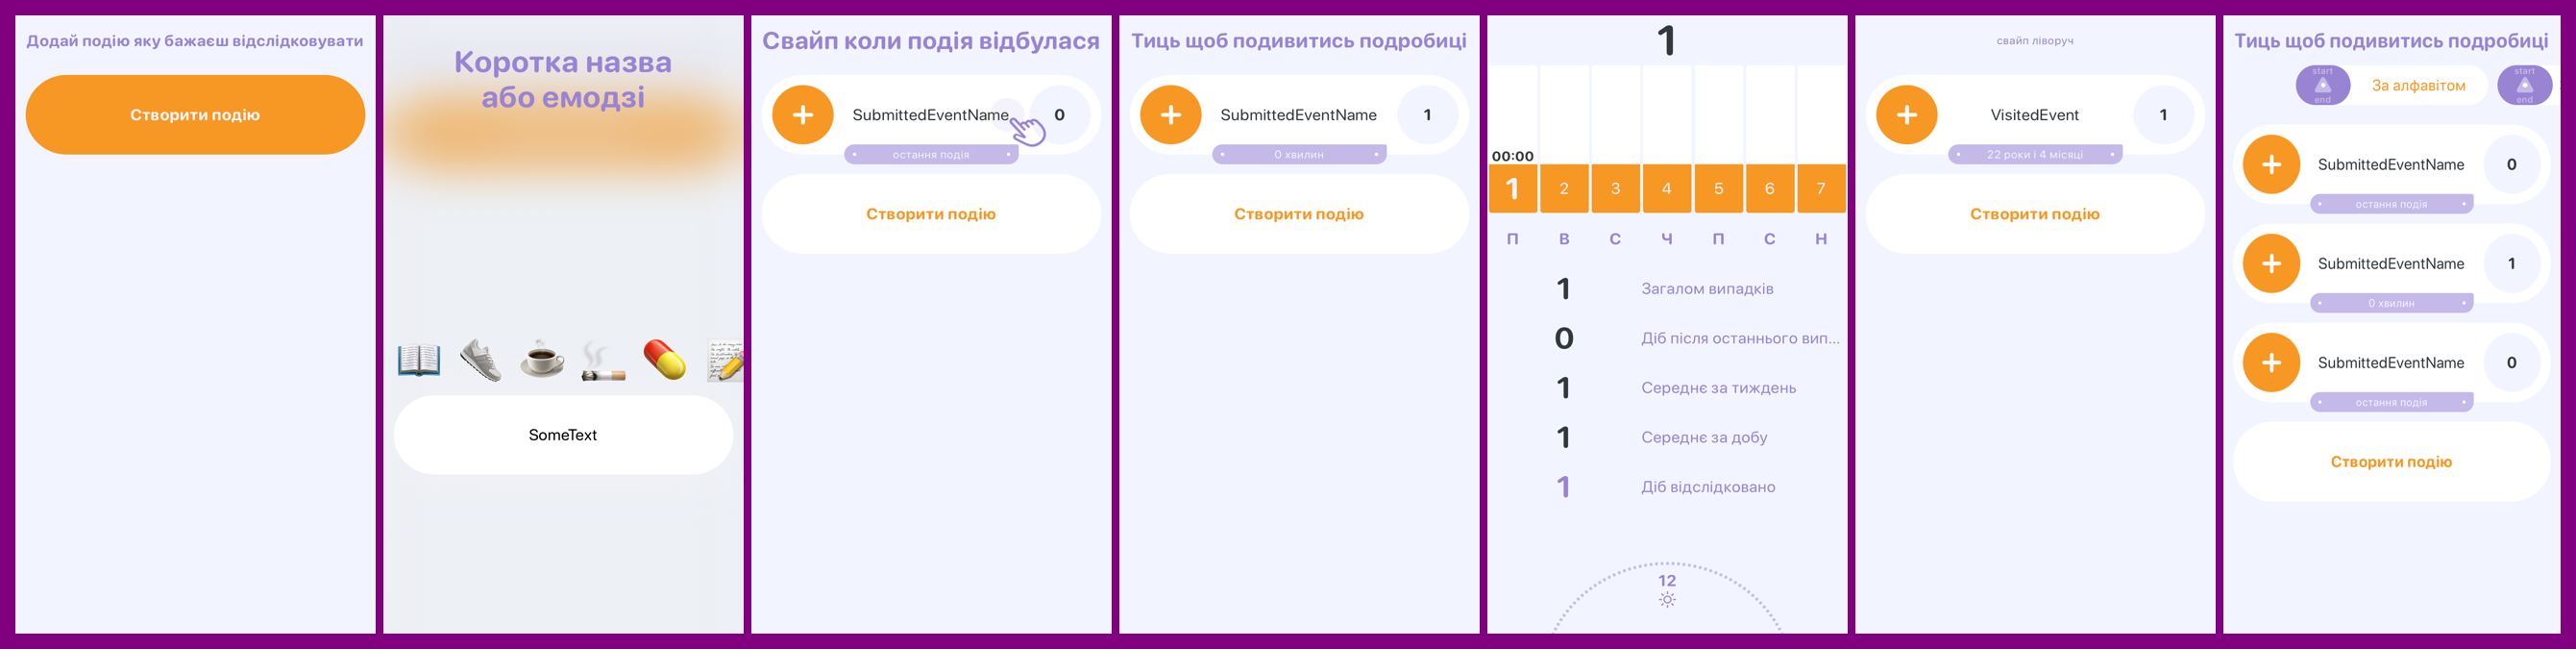 Додай подію яку бажаєш відслідковувати
Створити подію
Коротка назва
або емодзі
SomeText
Свайп коли подія відбулася
SubmittedEventName
0
остання подія
Створити подію
Тиць щоб подивитись подробиці
SubmittedEventName
1
0 хвилин
Створити подію
1
00:00
1 2 3 4 5 6 7
П В С Ч П С Н
1 Загалом випадків
0 Діб після останнього вип...
1 Середнє за тиждень
1 Середнє за добу
1 Діб відслідковано
12
свайп ліворуч
VisitedEvent
1
22 роки і 4 місяці
Створити подію
Тиць щоб подивитись подробиці
start
end
За алфавітом
start
end
SubmittedEventName
0
остання подія
SubmittedEventName
1
0 хвилин
SubmittedEventName
0
остання подія
Створити подію